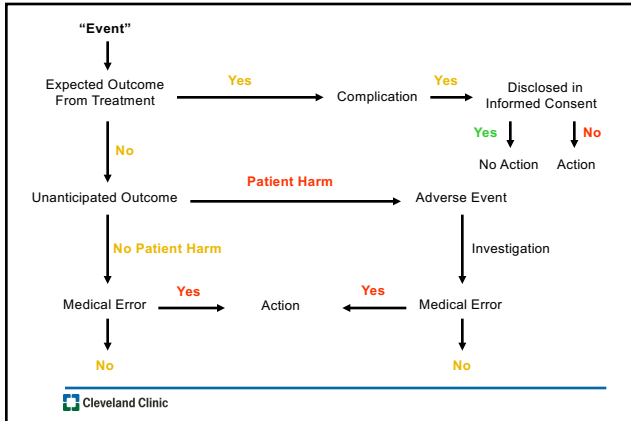 “Event”
Expected Outcome
From Treatment
Yes
Complication
Yes
Disclosed in
Informed Consent
Yes
No
No Action
Action
No
Unanticipated Outcome
Patient Harm
Adverse Event
No Patient Harm
Investigation
Medical Error
Yes
Action
Yes
Medical Error
No
No
Cleveland Clinic